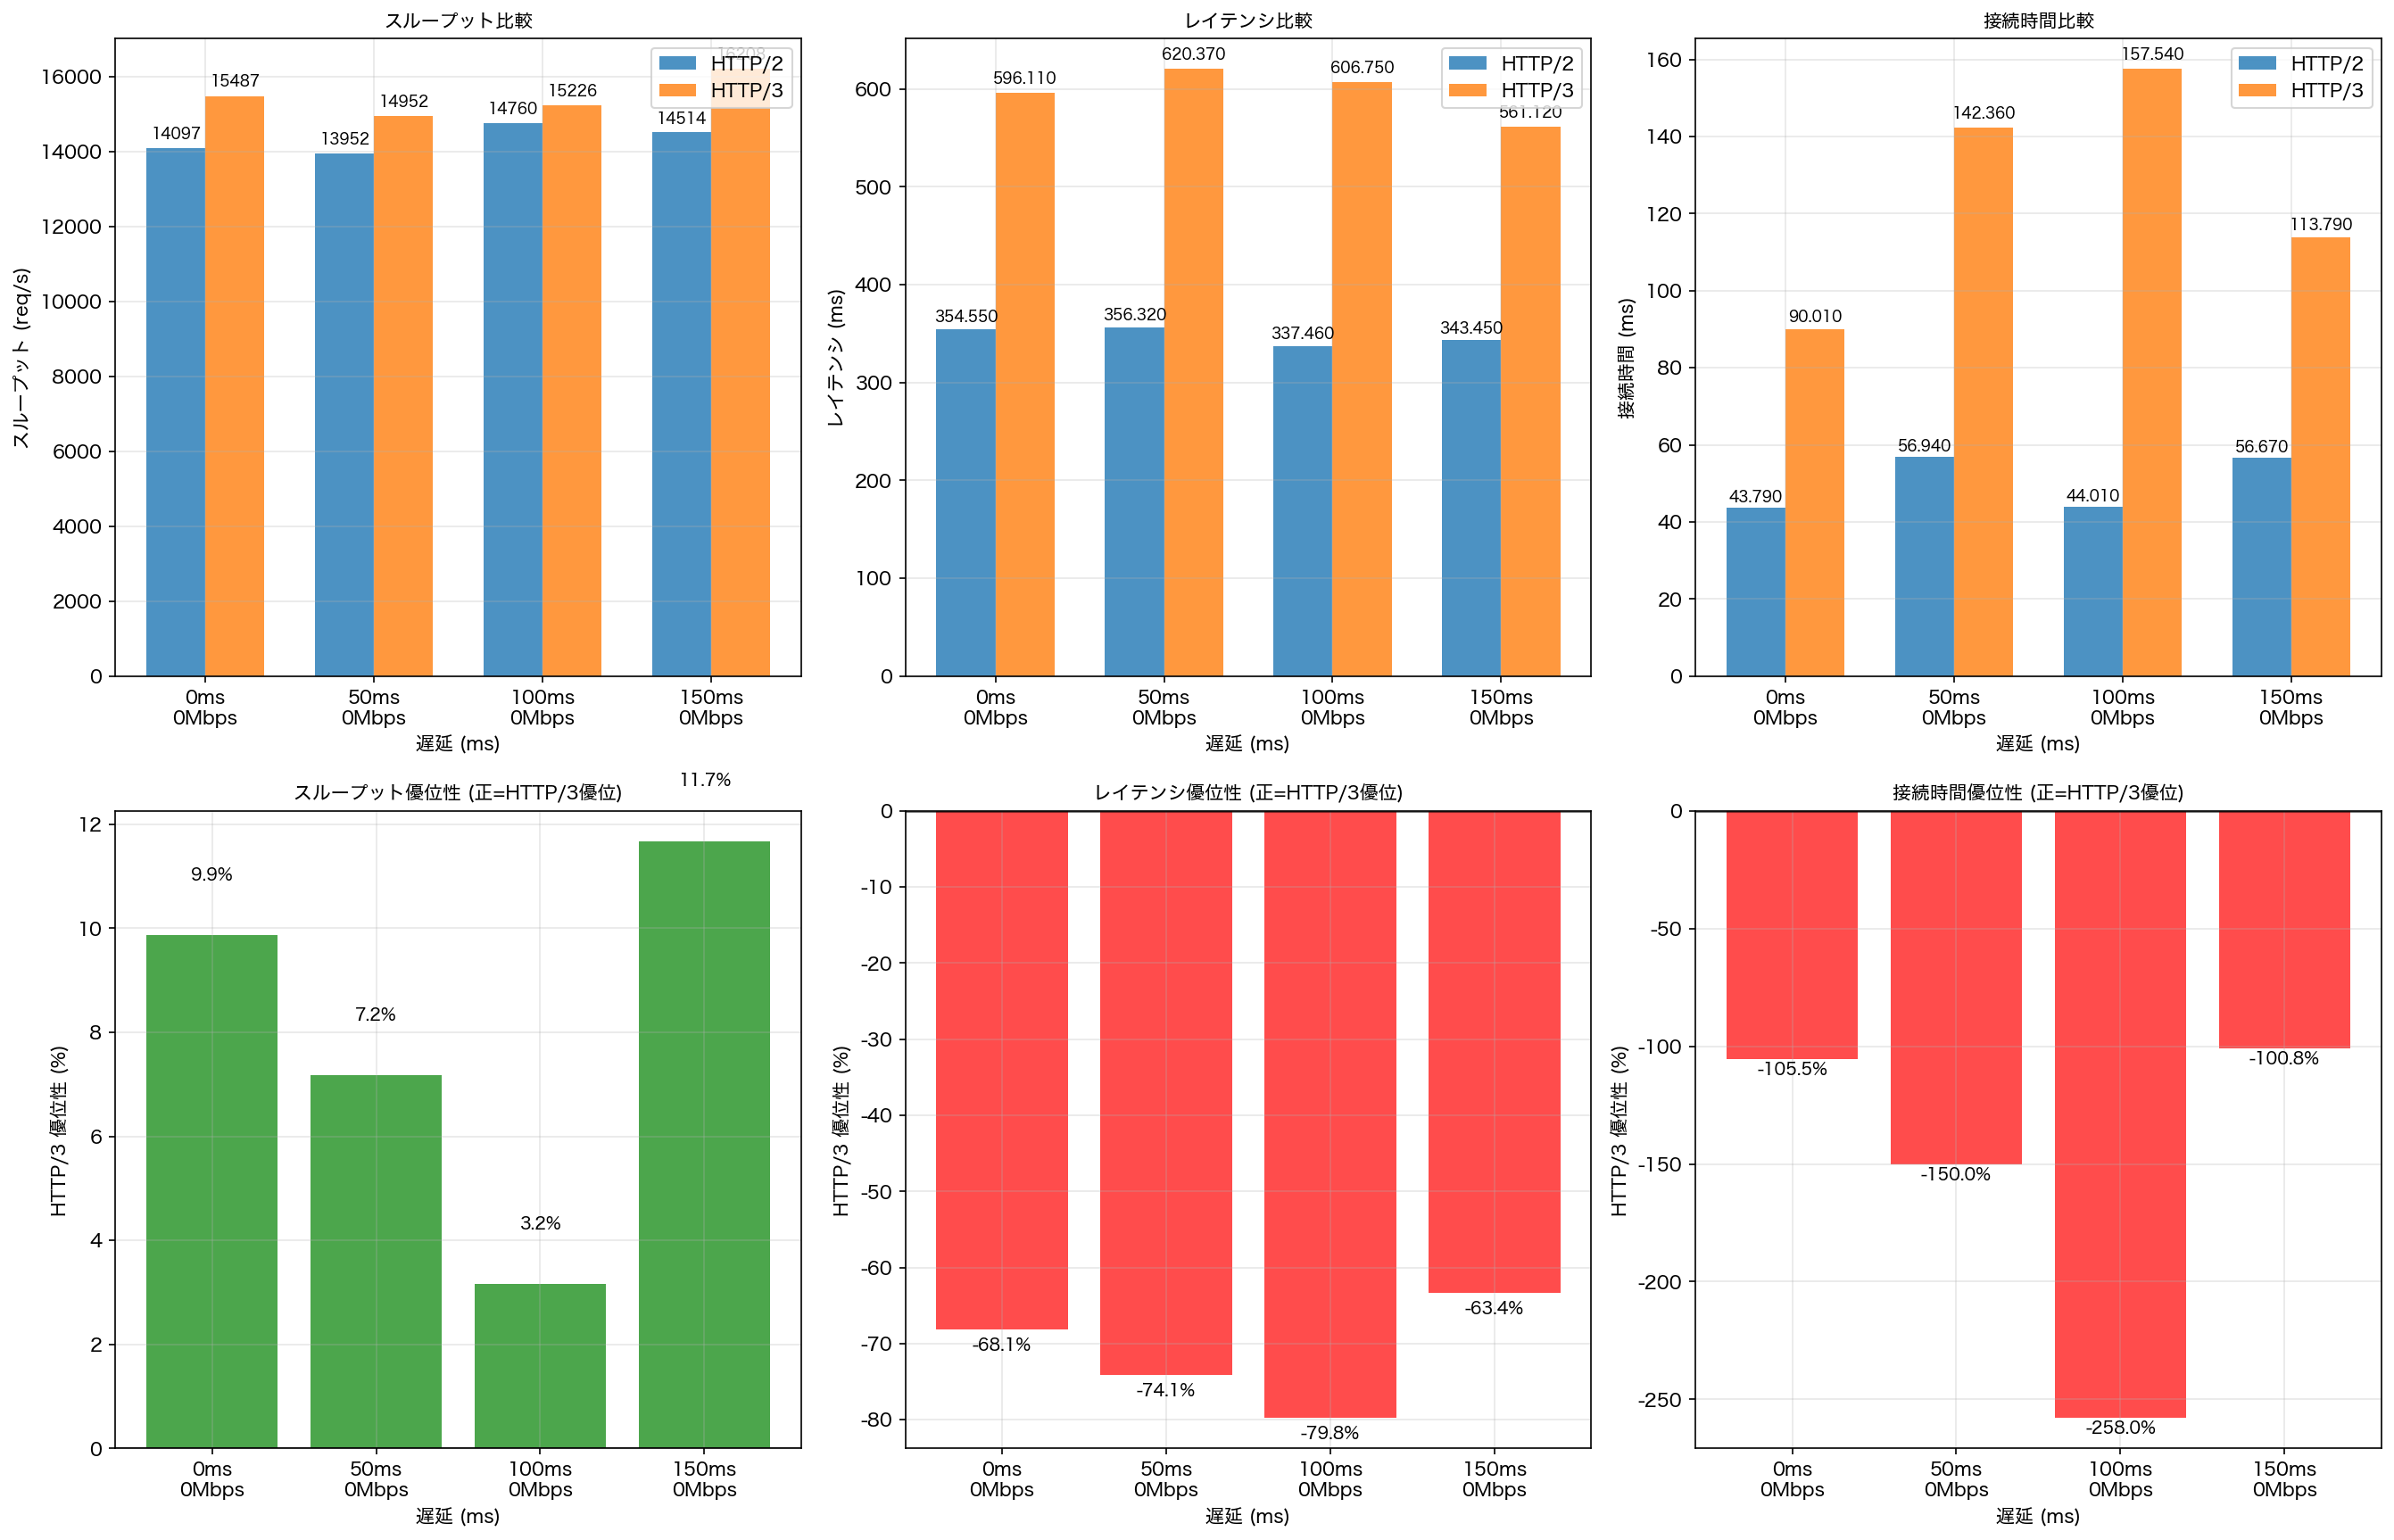 スループット比較
16208
HTTP/2
HTTP/3
15487
14952
15226
14097
13952
14760
14514
スループット (req/s)
16000
14000
12000
10000
8000
6000
4000
2000
0
0ms
0Mbps
50ms
0Mbps
100ms
0Mbps
150ms
0Mbps
遅延 (ms)
レイテンシ比較
HTTP/2
HTTP/3
596.110
620.370
606.750
561.120
354.550
356.320
337.460
343.450
レイテンシ (ms)
600
500
400
300
200
100
0
0ms
0Mbps
50ms
0Mbps
100ms
0Mbps
150ms
0Mbps
遅延 (ms)
接続時間比較
HTTP/2
HTTP/3
90.010
142.360
157.540
113.790
43.790
56.940
44.010
56.670
接続時間 (ms)
160
140
120
100
80
60
40
20
0
0ms
0Mbps
50ms
0Mbps
100ms
0Mbps
150ms
0Mbps
遅延 (ms)
スループット優位性 (正=HTTP/3優位)
11.7%
9.9%
7.2%
3.2%
HTTP/3 優位性 (%)
12
10
8
6
4
2
0
0ms
0Mbps
50ms
0Mbps
100ms
0Mbps
150ms
0Mbps
遅延 (ms)
レイテンシ優位性 (正=HTTP/3優位)
-68.1%
-74.1%
-79.8%
-63.4%
HTTP/3 優位性 (%)
0
-10
-20
-30
-40
-50
-60
-70
-80
0ms
0Mbps
50ms
0Mbps
100ms
0Mbps
150ms
0Mbps
遅延 (ms)
接続時間優位性 (正=HTTP/3優位)
-105.5%
-150.0%
-258.0%
-100.8%
HTTP/3 優位性 (%)
0
-50
-100
-150
-200
-250
0ms
0Mbps
50ms
0Mbps
100ms
0Mbps
150ms
0Mbps
遅延 (ms)